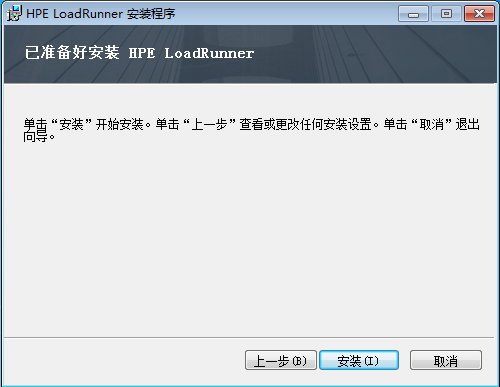 HPE LoadRunner 安装程序
已准备好安装 HPE LoadRunner
单击“安装”开始安装。单击“上一步”查看或更改任何安装设置。单击“取消”退出
向导。
上一步(B) 安装(I) 取消